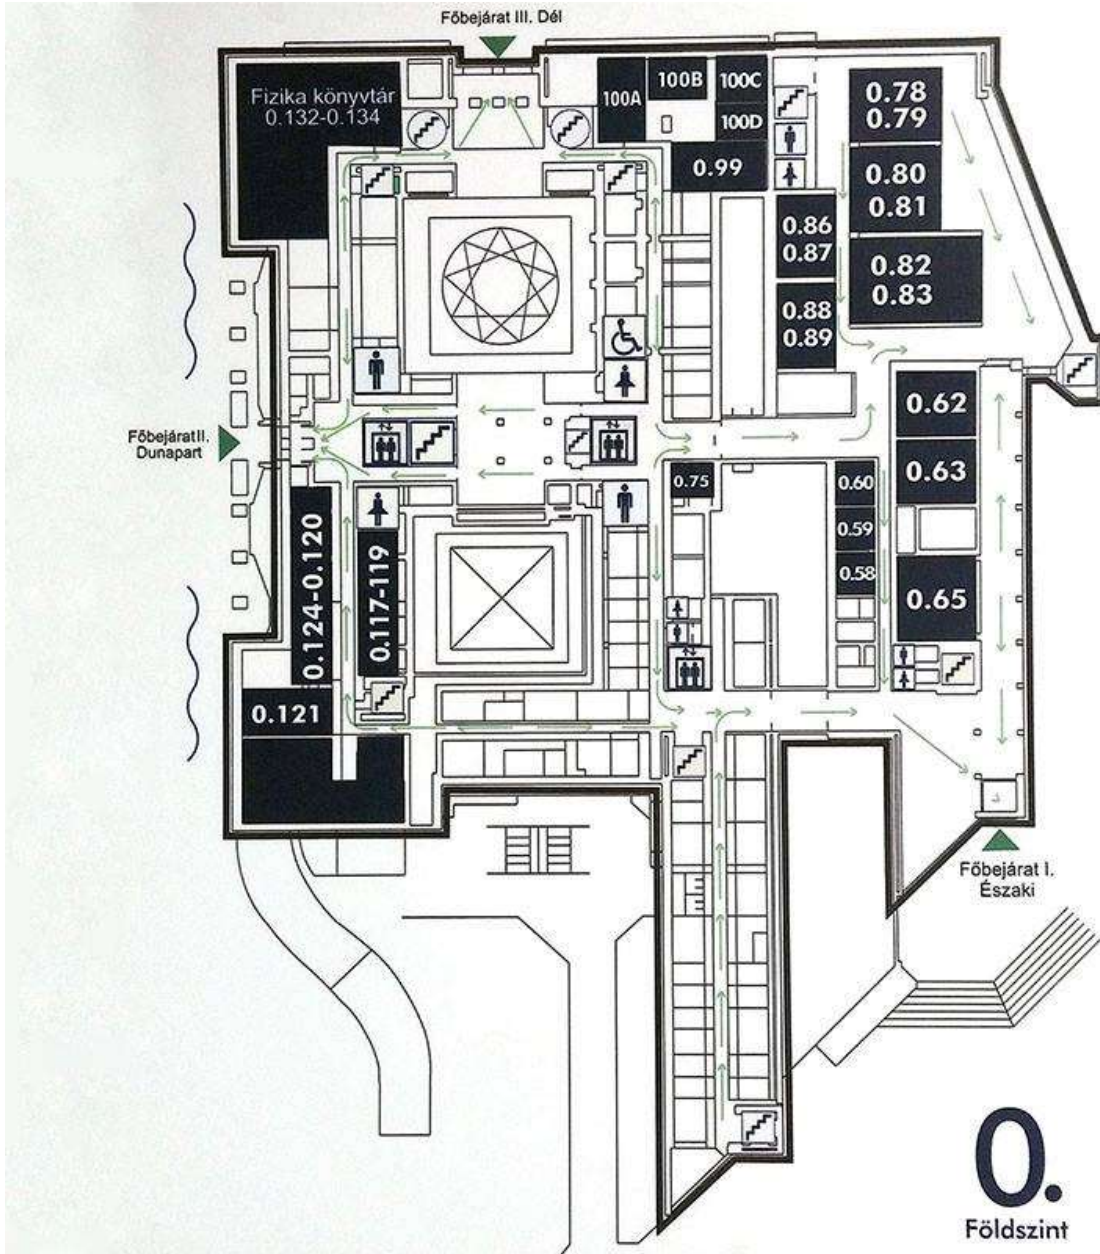 Főbejárat III. Dél
Fizika könyvtár
0.132-0.134
100A
100B
100C
100D
0.99
0.78
0.79
0.80
0.81
0.82
0.83
0.86
0.87
0.88
0.89
Főbejárat II.
Dunapart
0.62
0.63
0.65
0.75
0.60
0.59
0.58
0.124-0.120
0.117-119
0.121
Főbejárat I.
Északi
0.
Földszint